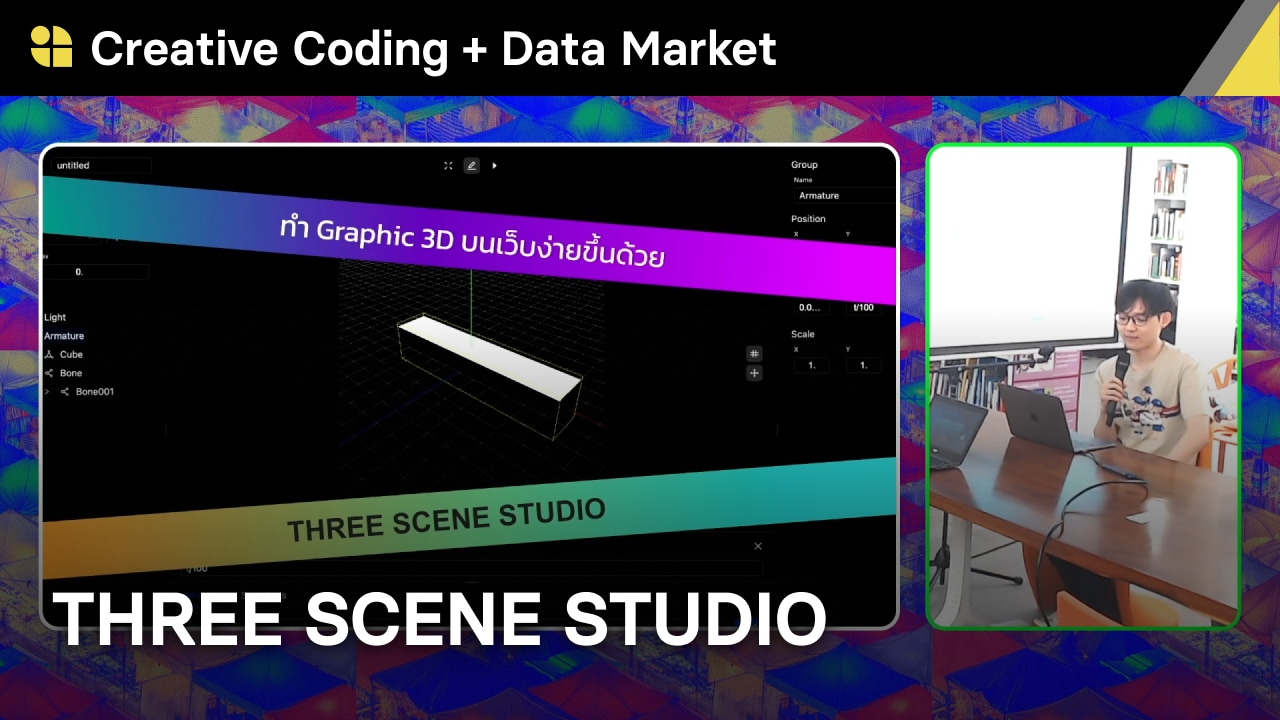 Creative Coding + Data Market
untitled
Group
Name
Armature
Position
X Y
ทำ Graphic 3D บนเว็บง่ายขึ้นด้วย
0.
0.0... t/100
Light
Armature
Cube
Bone
Bone001
Scale
X Y
1. 1.
THREE SCENE STUDIO
t/100
THREE SCENE STUDIO